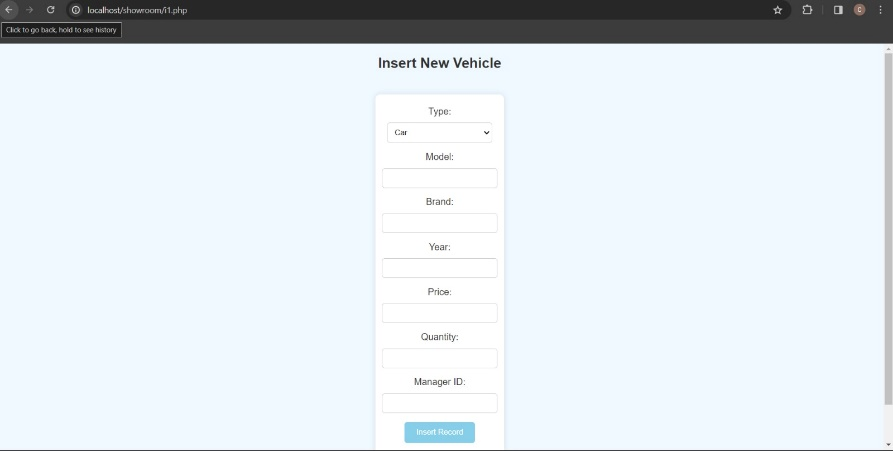 localhost/showroom/i1.php
C
Click to go back, hold to see history
Insert New Vehicle
Type:
Car
Model:
Brand:
Year:
Price:
Quantity:
Manager ID:
Insert Record